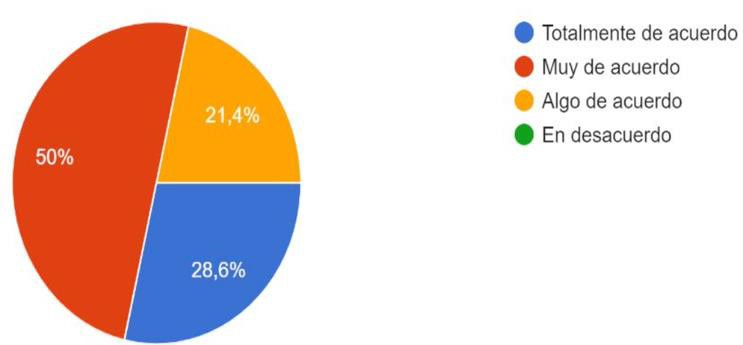 Totalmente de acuerdo
Muy de acuerdo
Algo de acuerdo
En desacuerdo
21,4%
50%
28,6%